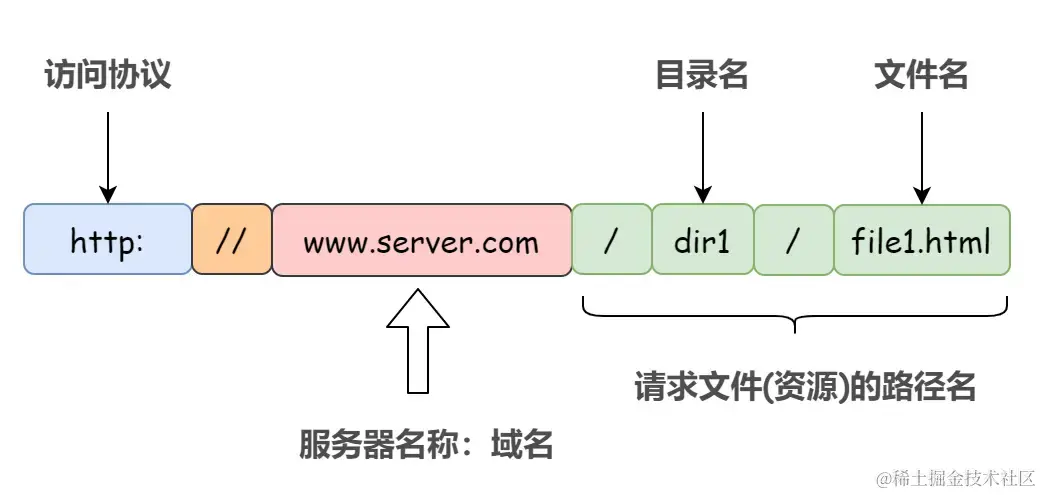 访问协议 目录名 文件名
http: // www.server.com / dir1 / file1.html
请求文件(资源)的路径名
服务器名称：域名
@稀土掘金技术社区